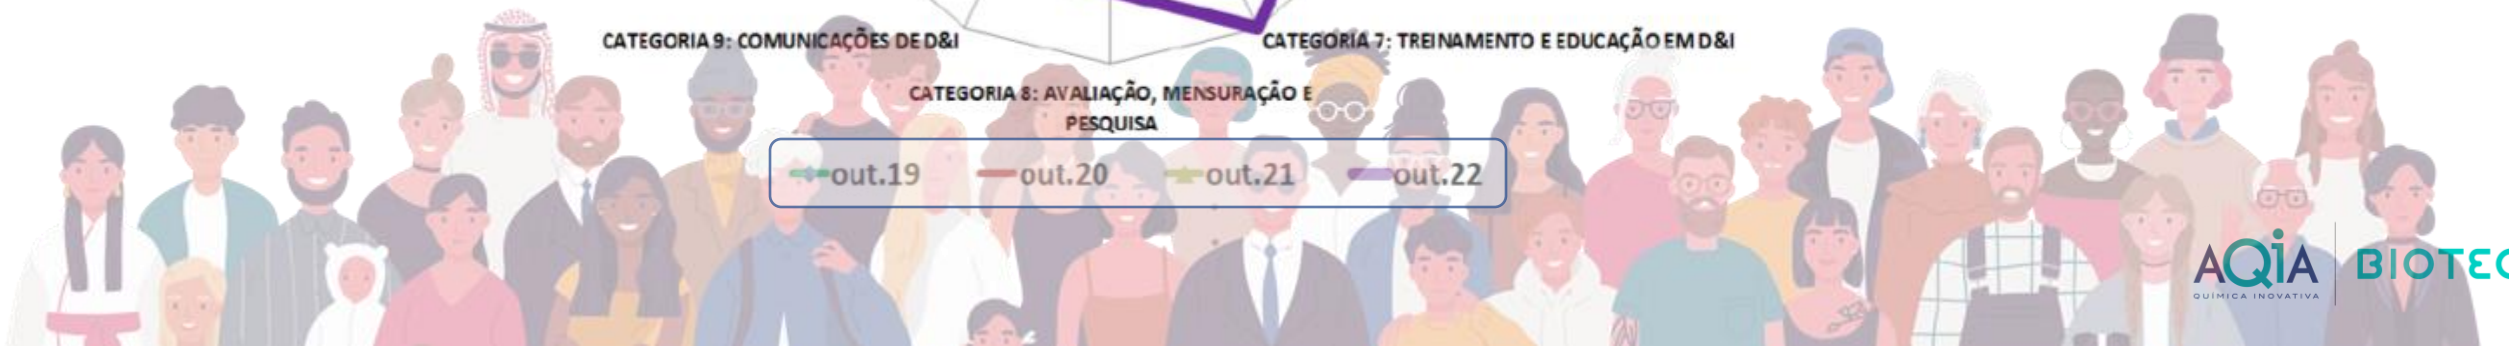 CATEGORIA 9: COMUNICAÇÕES DE D&I
CATEGORIA 7: TREINAMENTO E EDUCAÇÃO EM D&I
CATEGORIA 8: AVALIAÇÃO, MENSURAÇÃO E
PESQUISA
out.19 out.20 out.21 out.22
AQiA BIOTEC
QUÍMICA INOVATIVA